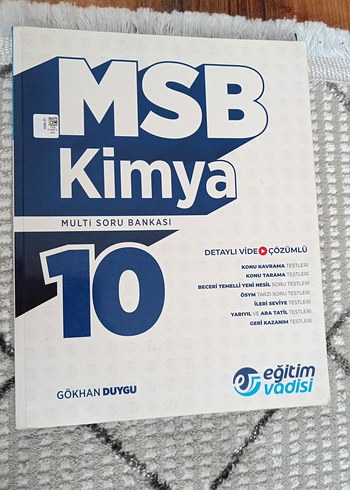 MSB
Kimya
MULTİ SORU BANKASI
10
DETAYLI VİDEO ÇÖZÜMLÜ
KONU KAVRAMA TESTLERİ
KONU TARAMA TESTLERİ
BECERİ TEMELLİ YENİ NESİL SORU TESTLERİ
ÖSYM TARZI SORU TESTLERİ
İLERİ SEVİYE TESTLERİ
YARIYIL VE ARA TATİL TESTLERİ
GERİ KAZANIM TESTLERİ
GÖKHAN DUYGU
eğitim
vadisi